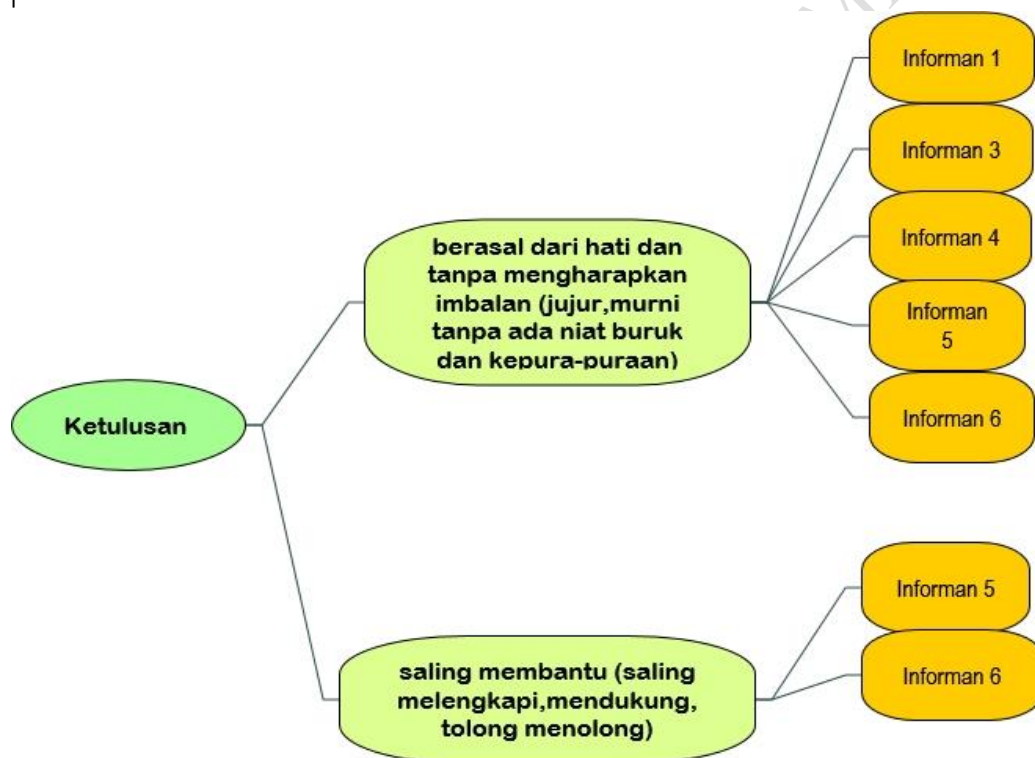 Ketulusan
berasal dari hati dan
tanpa mengharapkan
imbalan (jujur,murni
tanpa ada niat buruk
dan kepura-puraan)
Informan 1
Informan 3
Informan 4
Informan
5
Informan 6
saling membantu (saling
melengkapi,mendukung,
tolong menolong)
Informan 5
Informan 6